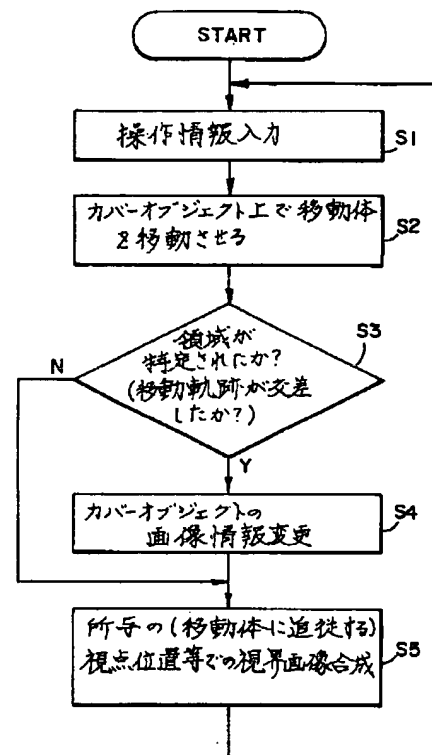 START
操作情報入力
S1
カバーオブジェクト上で移動体
を移動させる
S2
領域が
特定されたか?
(移動軌跡が交差
したか?)
S3
N
Y
カバーオブジェクトの
画像情報変更
S4
所与の(移動体に追従する)
視点位置等での視界画像合成
S5